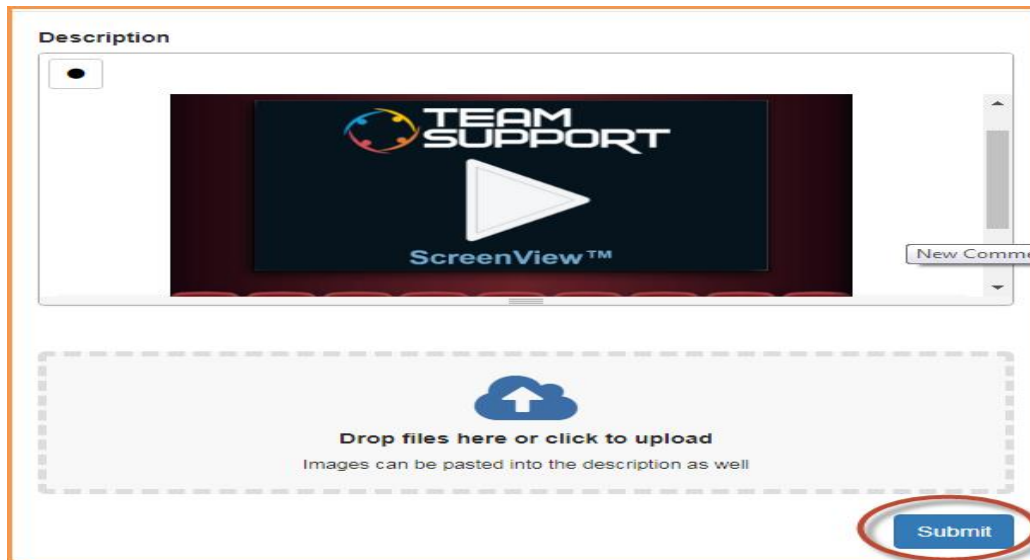 Description
TEAM
SUPPORT
ScreenView™
New Comme
Drop files here or click to upload
Images can be pasted into the description as well
Submit